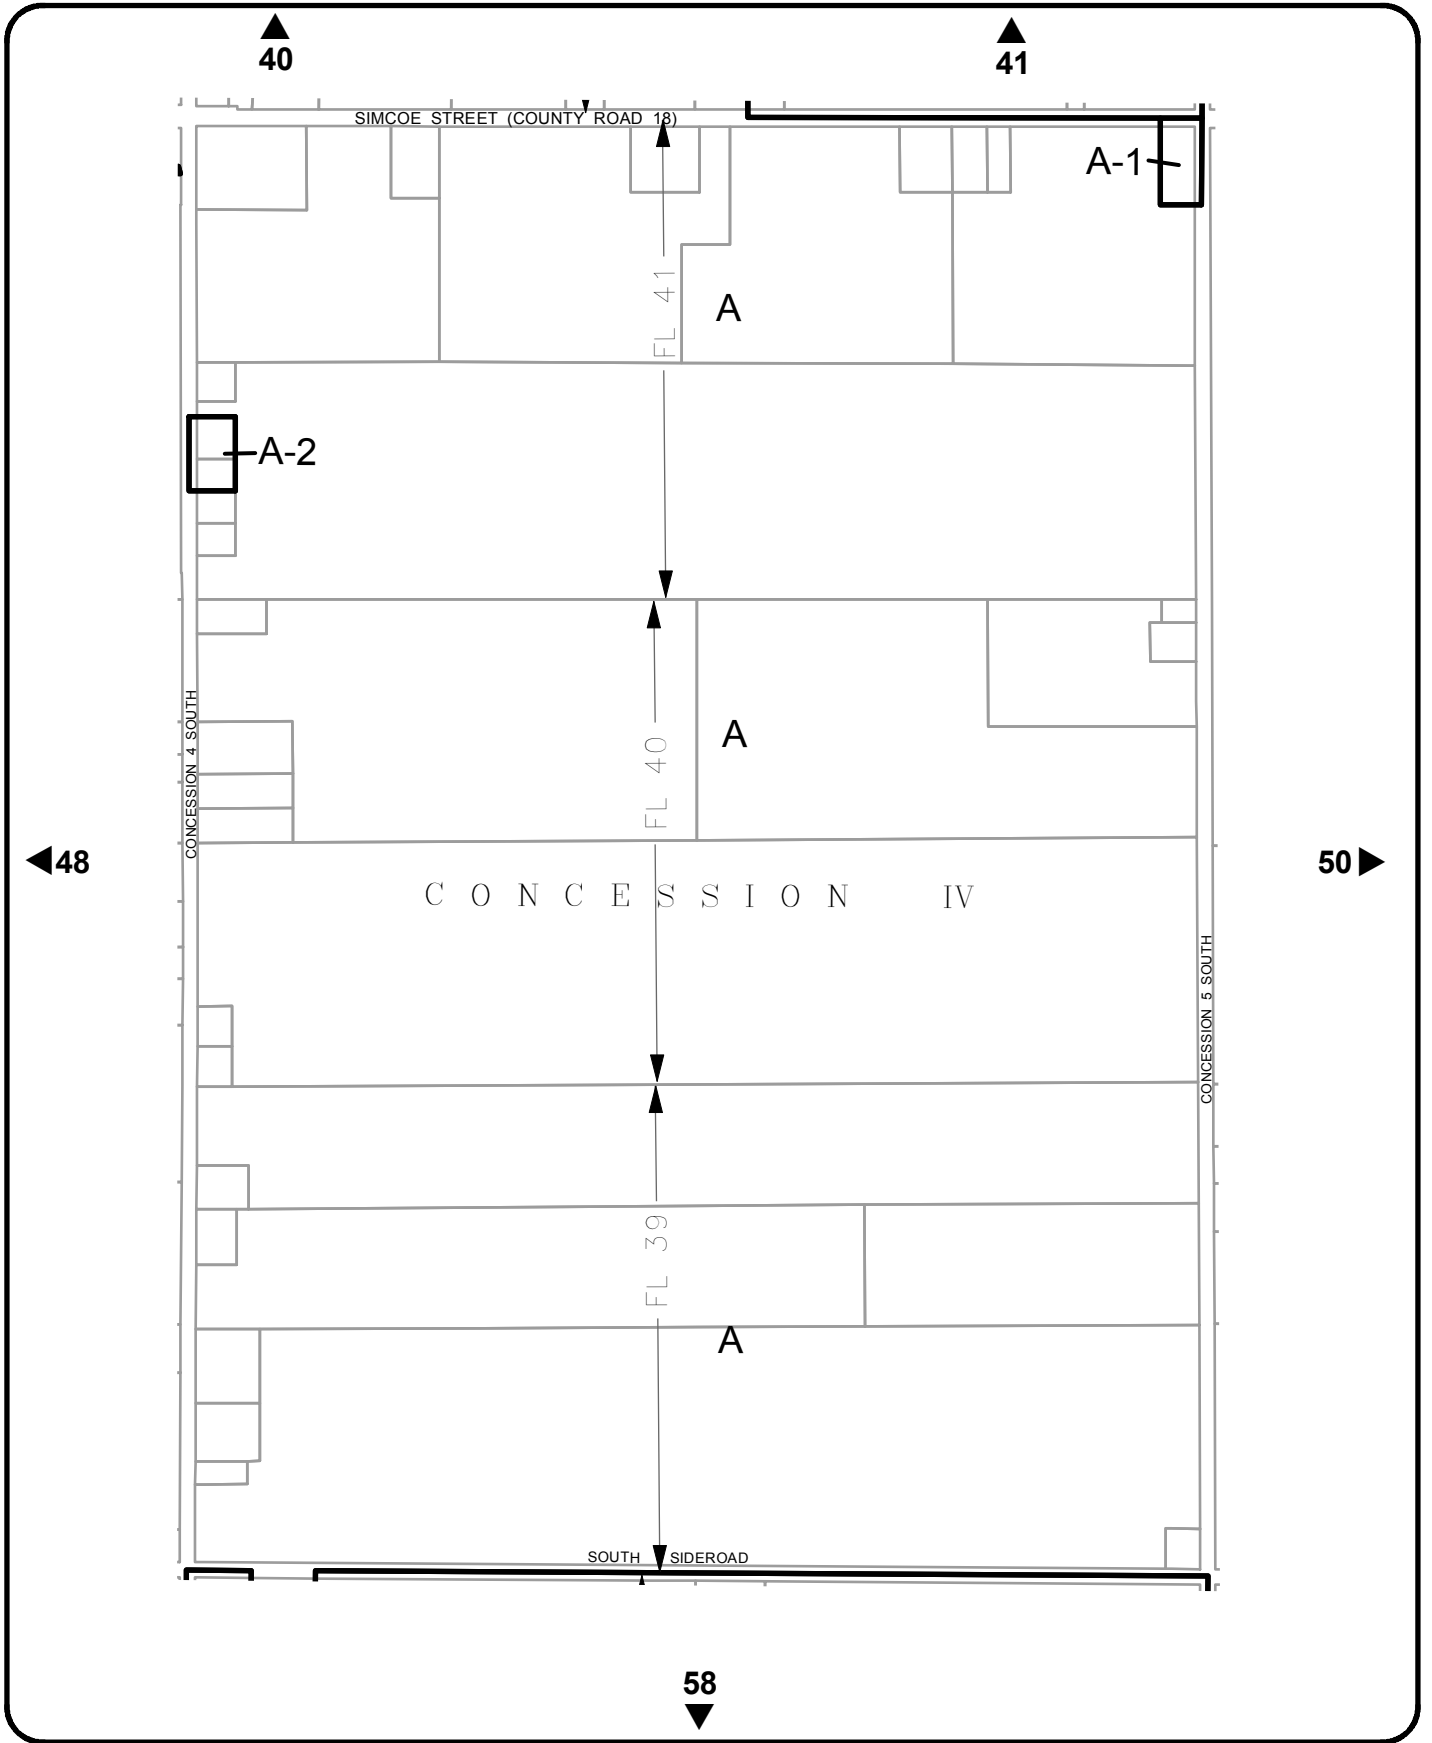 40
41
SIMCOE STREET (COUNTY ROAD 18)
A-1
FL 41
A
A-2
CONCESSION 4 SOUTH
FL 40
A
48
50
CONCESSION IV
CONCESSION 5 SOUTH
FL 39
A
SOUTH SIDEROAD
58